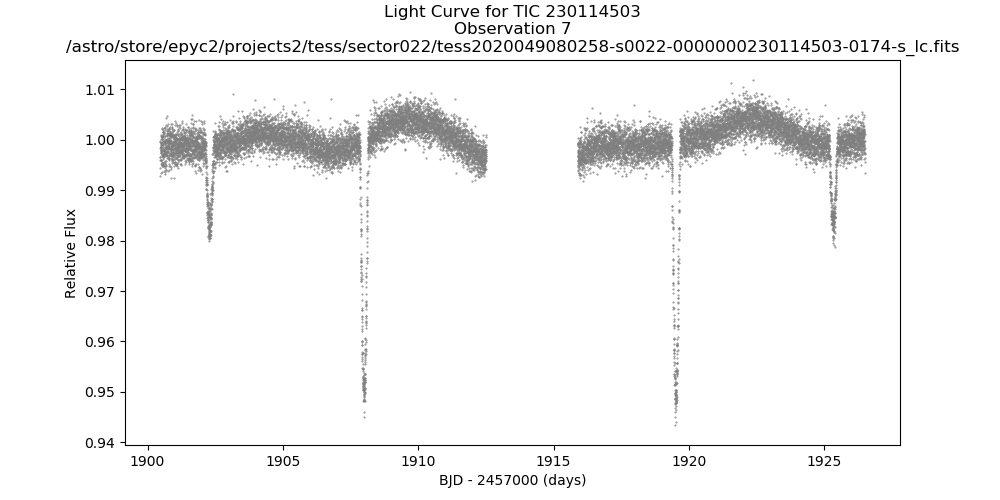 Light Curve for TIC 230114503
Observation 7
/astro/store/epyc2/projects2/tess/sector022/tess2020049080258-s0022-0000000230114503-0174-s_lc.fits
1.01
1.00
0.99
0.98
0.97
0.96
0.95
0.94
Relative Flux
1900
1905
1910
1915
1920
1925
BJD - 2457000 (days)